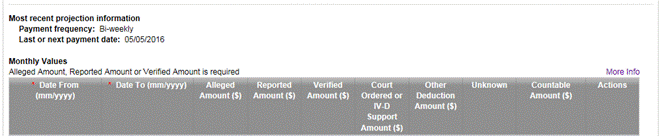 Most recent projection information
Payment frequency: Bi-weekly
Last or next payment date: 05/05/2016
Monthly Values
Alleged Amount, Reported Amount or Verified Amount is required More Info
* Date From (mm/yyyy) * Date To (mm/yyyy) Alleged Amount ($) Reported Amount ($) Verified Amount ($) Court Ordered or IV-D Support Amount ($) Other Deduction Amount ($) Unknown Countable Amount ($) Actions